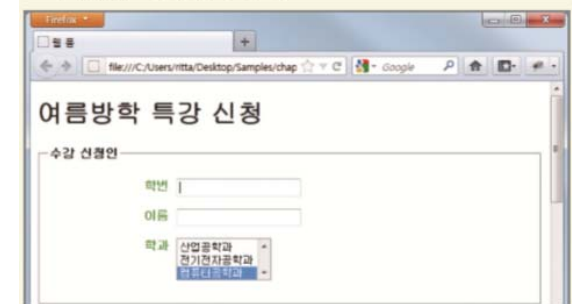 Firefox
웹 폼
file:///C:/Users/ritta/Desktop/Samples/chap
Google
여름방학 특강 신청
수강 신청인
학번
이름
학과
산업공학과
전기전자공학과
컴퓨터공학과